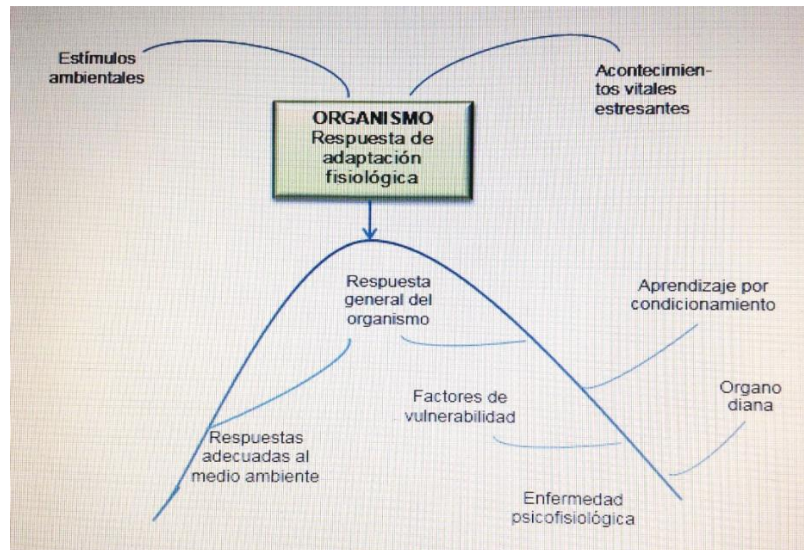 Estímulos
ambientales
Acontecimien-
tos vitales
estresantes
ORGANISMO
Respuesta de
adaptación
fisiológica
Respuesta
general del
organismo
Aprendizaje por
condicionamiento
Factores de
vulnerabilidad
Organo
diana
Respuestas
adecuadas al
medio ambiente
Enfermedad
psicofisiológica